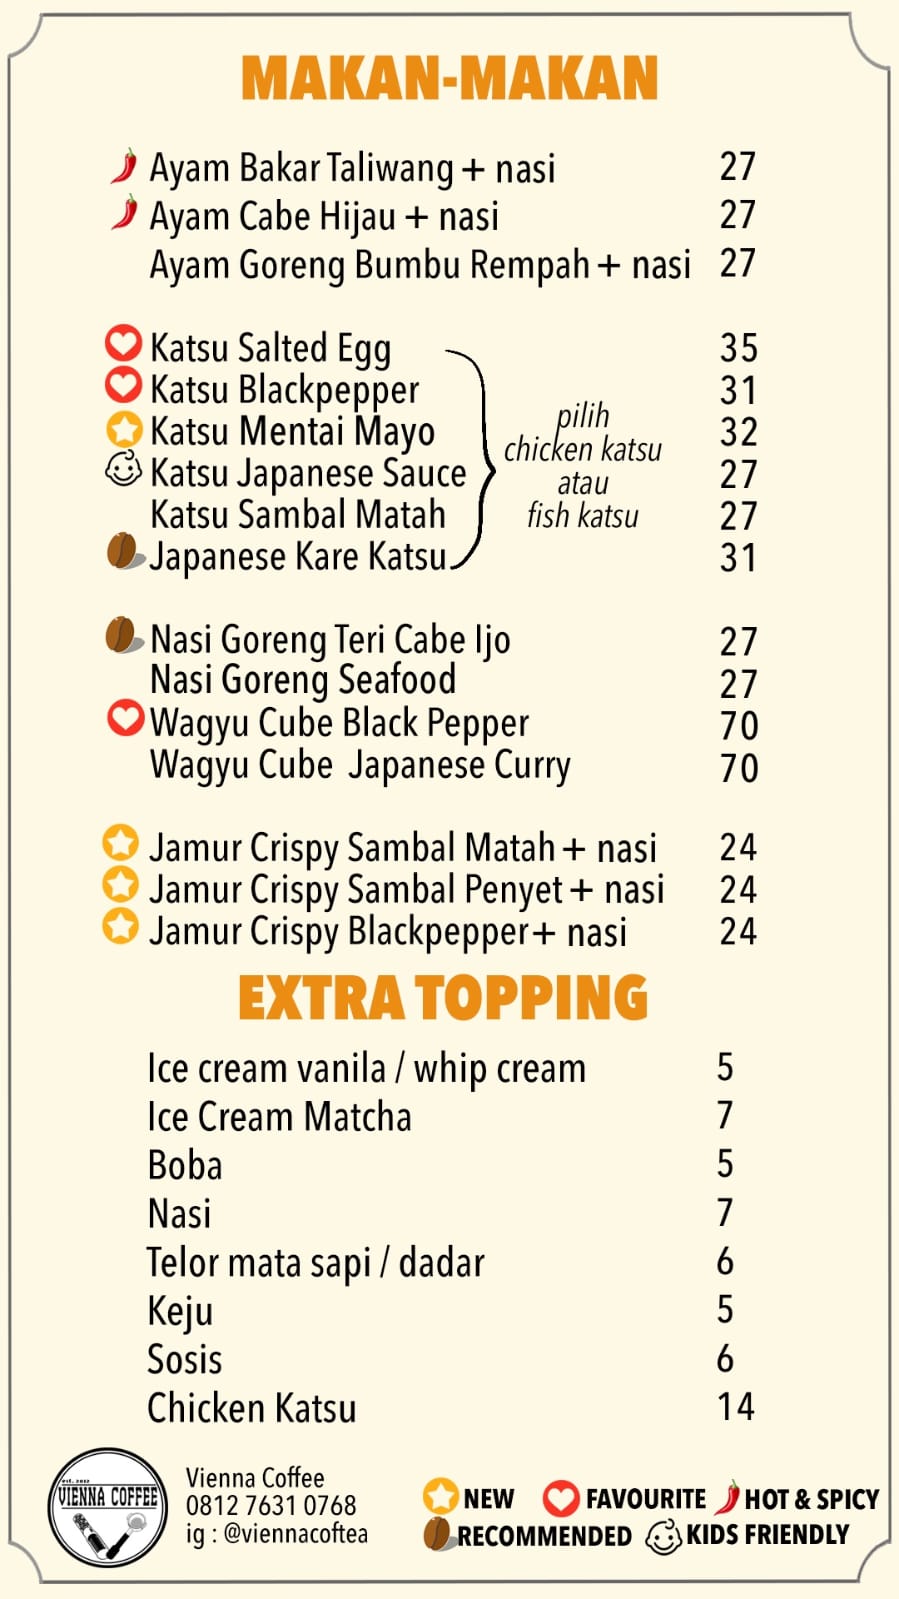 MAKAN-MAKAN
Ayam Bakar Taliwang + nasi 27
Ayam Cabe Hijau + nasi 27
Ayam Goreng Bumbu Rempah + nasi 27
Katsu Salted Egg 35
Katsu Blackpepper 31
Katsu Mentai Mayo 32
Katsu Japanese Sauce 27
Katsu Sambal Matah 27
Japanese Kare Katsu 31
pilih
chicken katsu
atau
fish katsu
Nasi Goreng Teri Cabe Ijo 27
Nasi Goreng Seafood 27
Wagyu Cube Black Pepper 70
Wagyu Cube Japanese Curry 70
Jamur Crispy Sambal Matah + nasi 24
Jamur Crispy Sambal Penyet + nasi 24
Jamur Crispy Blackpepper + nasi 24
EXTRA TOPPING
Ice cream vanila / whip cream 5
Ice Cream Matcha 7
Boba 5
Nasi 7
Telor mata sapi / dadar 6
Keju 5
Sosis 6
Chicken Katsu 14
est. 2012
VIENNA COFFEE
Vienna Coffee
0812 7631 0768
ig : @viennacoftea
NEW FAVOURITE HOT & SPICY
RECOMMENDED KIDS FRIENDLY